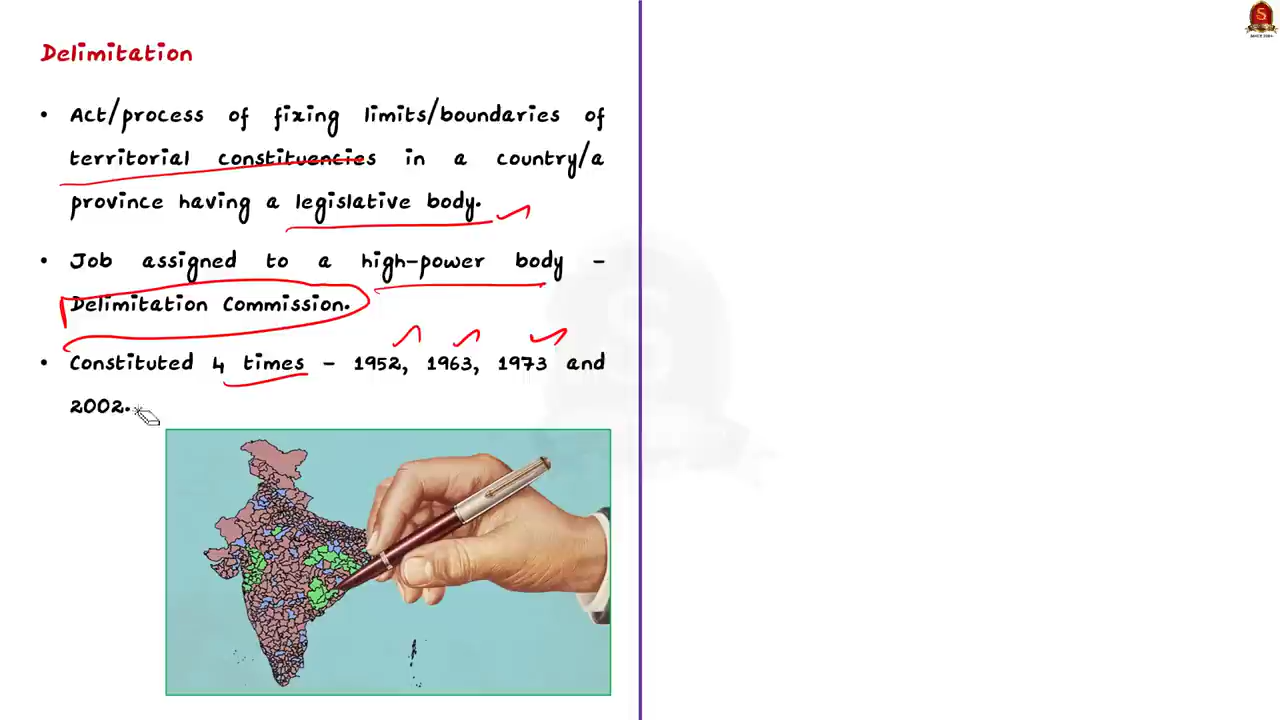 Delimitation
• Act/process of fixing limits/boundaries of
territorial constituencies in a country/a
province having a legislative body.
• Job assigned to a high-power body -
Delimitation Commission.
• Constituted 4 times - 1952, 1963, 1973 and
2002.
S